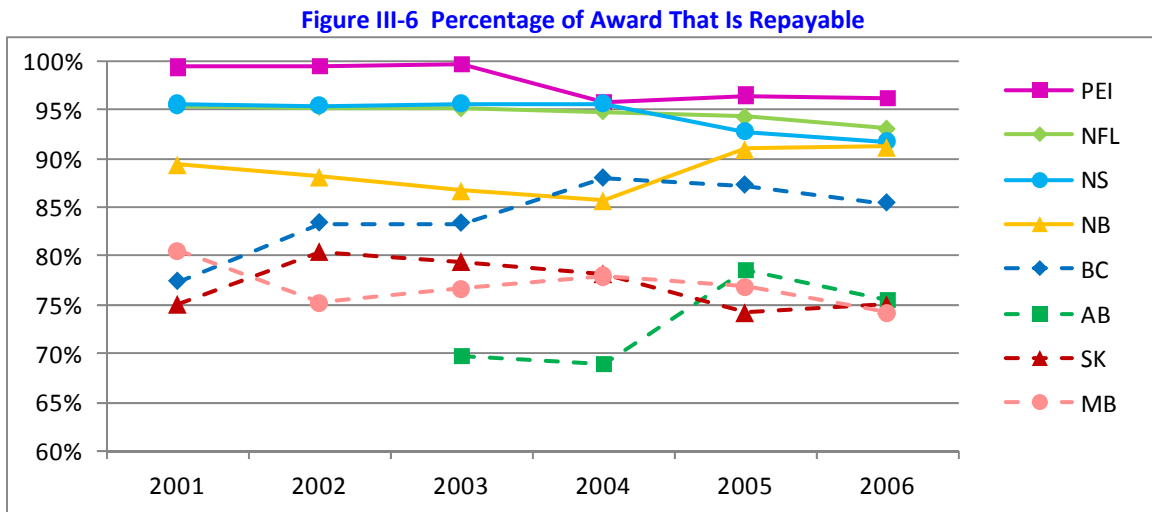 Figure III-6 Percentage of Award That Is Repayable
100%
95%
90%
85%
80%
75%
70%
65%
60%
2001 2002 2003 2004 2005 2006
PEI
NFL
NS
NB
BC
AB
SK
MB